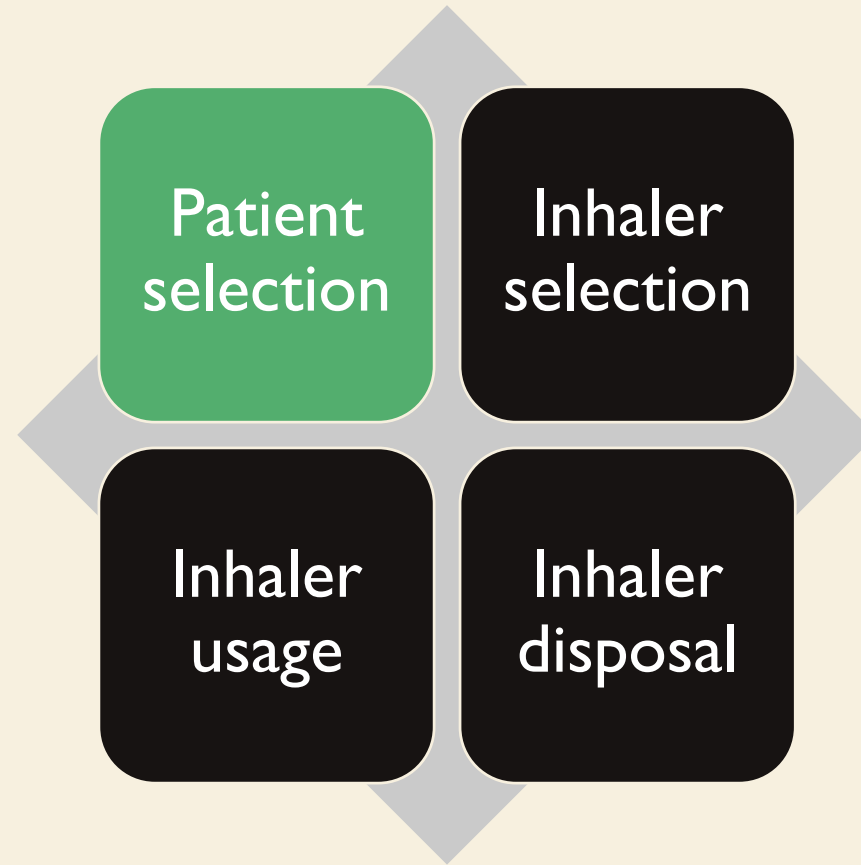 Patient
selection
Inhaler
selection
Inhaler
usage
Inhaler
disposal